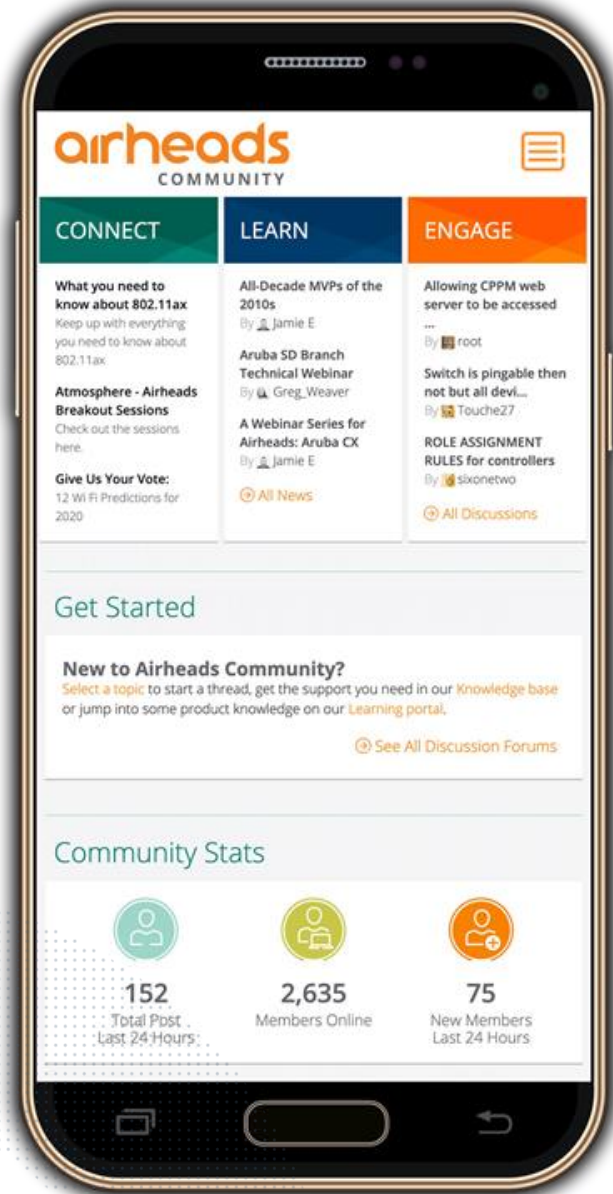 airheads
COMMUNITY
CONNECT
What you need to
know about 802.11ax
Keep up with everything
you need to know about
802.11ax
Atmosphere - Airheads
Breakout Sessions
Check out the sessions
here.
Give Us Your Vote:
12 Wi Fi Predictions for
2020
LEARN
All-Decade MVPs of the
2010s
By Jamie E
Aruba SD Branch
Technical Webinar
By Greg_Weaver
A Webinar Series for
Airheads: Aruba CX
By Jamie E
All News
ENGAGE
Allowing CPPM web
server to be accessed
...
By root
Switch is pingable then
not but all devi...
By Touche27
ROLE ASSIGNMENT
RULES for controllers
By sixonetwo
All Discussions
Get Started
New to Airheads Community?
Select a topic to start a thread, get the support you need in our Knowledge base
or jump into some product knowledge on our Learning portal.
See All Discussion Forums
Community Stats
152
Total Post
Last 24 Hours
2,635
Members Online
75
New Members
Last 24 Hours